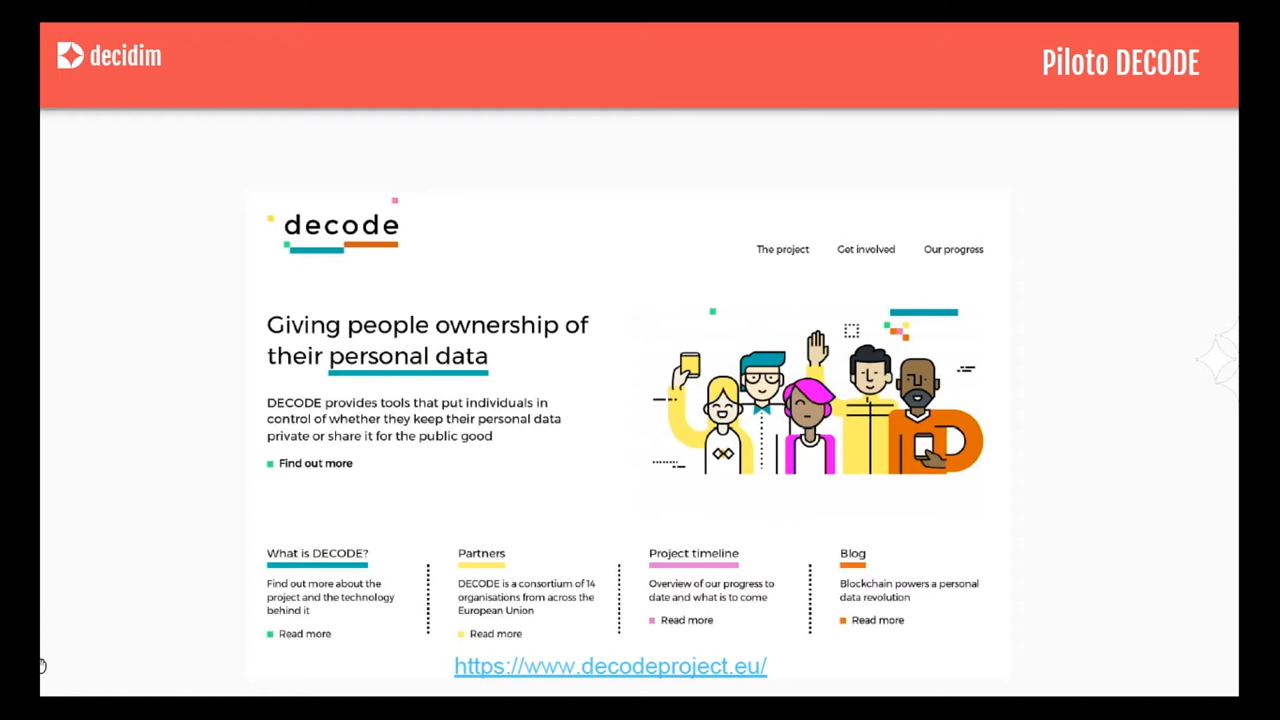 decidim
Piloto DECODE
decode
The project
Get involved
Our progress
Giving people ownership of
their personal data
DECODE provides tools that put individuals in
control of whether they keep their personal data
private or share it for the public good
Find out more
What is DECODE?
Find out more about the
project and the technology
behind it
Read more
Partners
DECODE is a consortium of 14
organisations from across the
European Union
Read more
Project timeline
Overview of our progress to
date and what is to come
Read more
Blog
Blockchain powers a personal
data revolution
Read more
https://www.decodeproject.eu/